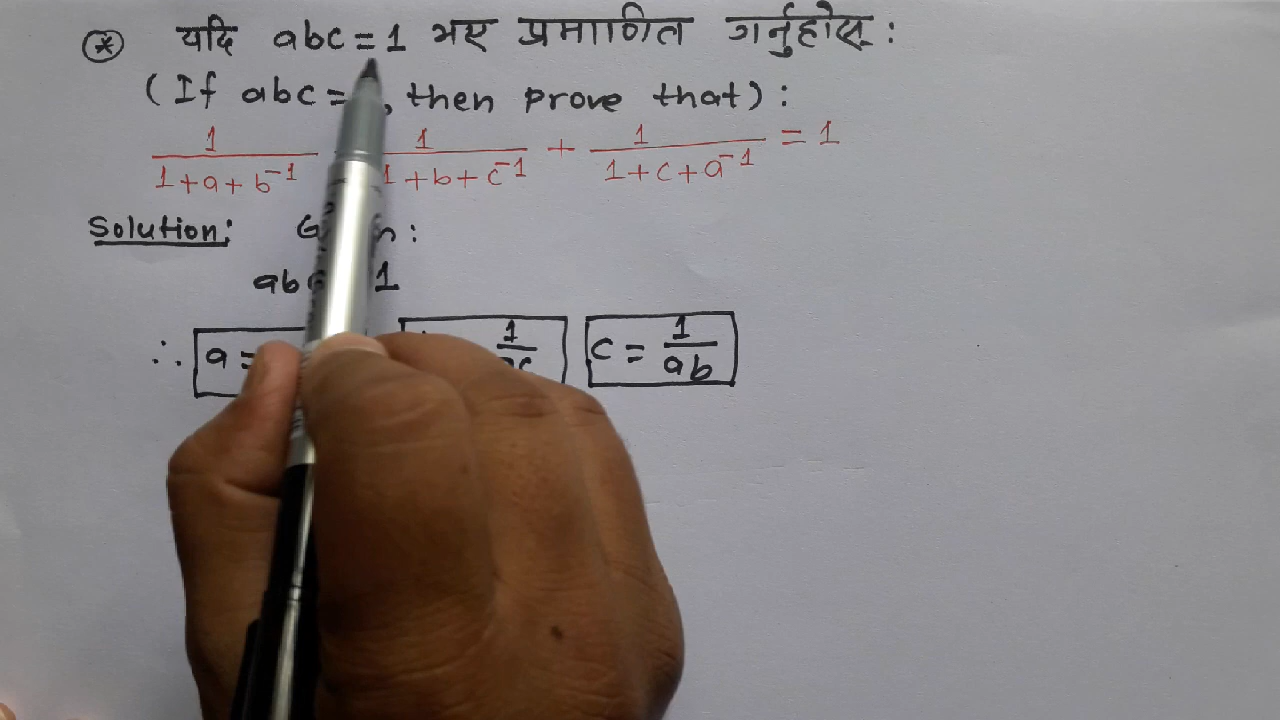 * यदि abc = 1 भए प्रमाणित गर्नुहोस् :
(If abc = , then prove that) :
1/(1+a+b⁻¹) 1/(1+b+c⁻¹) + 1/(1+c+a⁻¹) = 1
Solution:
ab 1
∴ a = 1 c = 1/ab